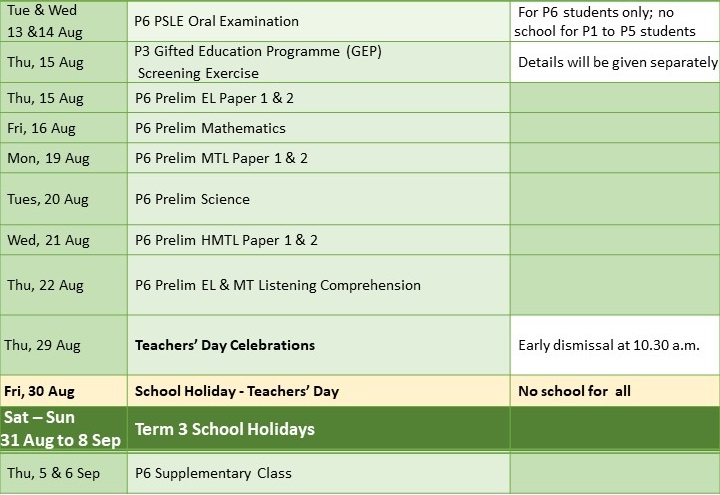 Tue & Wed
13 &14 Aug
P6 PSLE Oral Examination
For P6 students only; no
school for P1 to P5 students
Thu, 15 Aug
P3 Gifted Education Programme (GEP)
Screening Exercise
Details will be given separately
Thu, 15 Aug
P6 Prelim EL Paper 1 & 2
Fri, 16 Aug
P6 Prelim Mathematics
Mon, 19 Aug
P6 Prelim MTL Paper 1 & 2
Tues, 20 Aug
P6 Prelim Science
Wed, 21 Aug
P6 Prelim HMTL Paper 1 & 2
Thu, 22 Aug
P6 Prelim EL & MT Listening Comprehension
Thu, 29 Aug
Teachers’ Day Celebrations
Early dismissal at 10.30 a.m.
Fri, 30 Aug
School Holiday - Teachers’ Day
No school for all
Sat – Sun
31 Aug to 8 Sep
Term 3 School Holidays
Thu, 5 & 6 Sep
P6 Supplementary Class